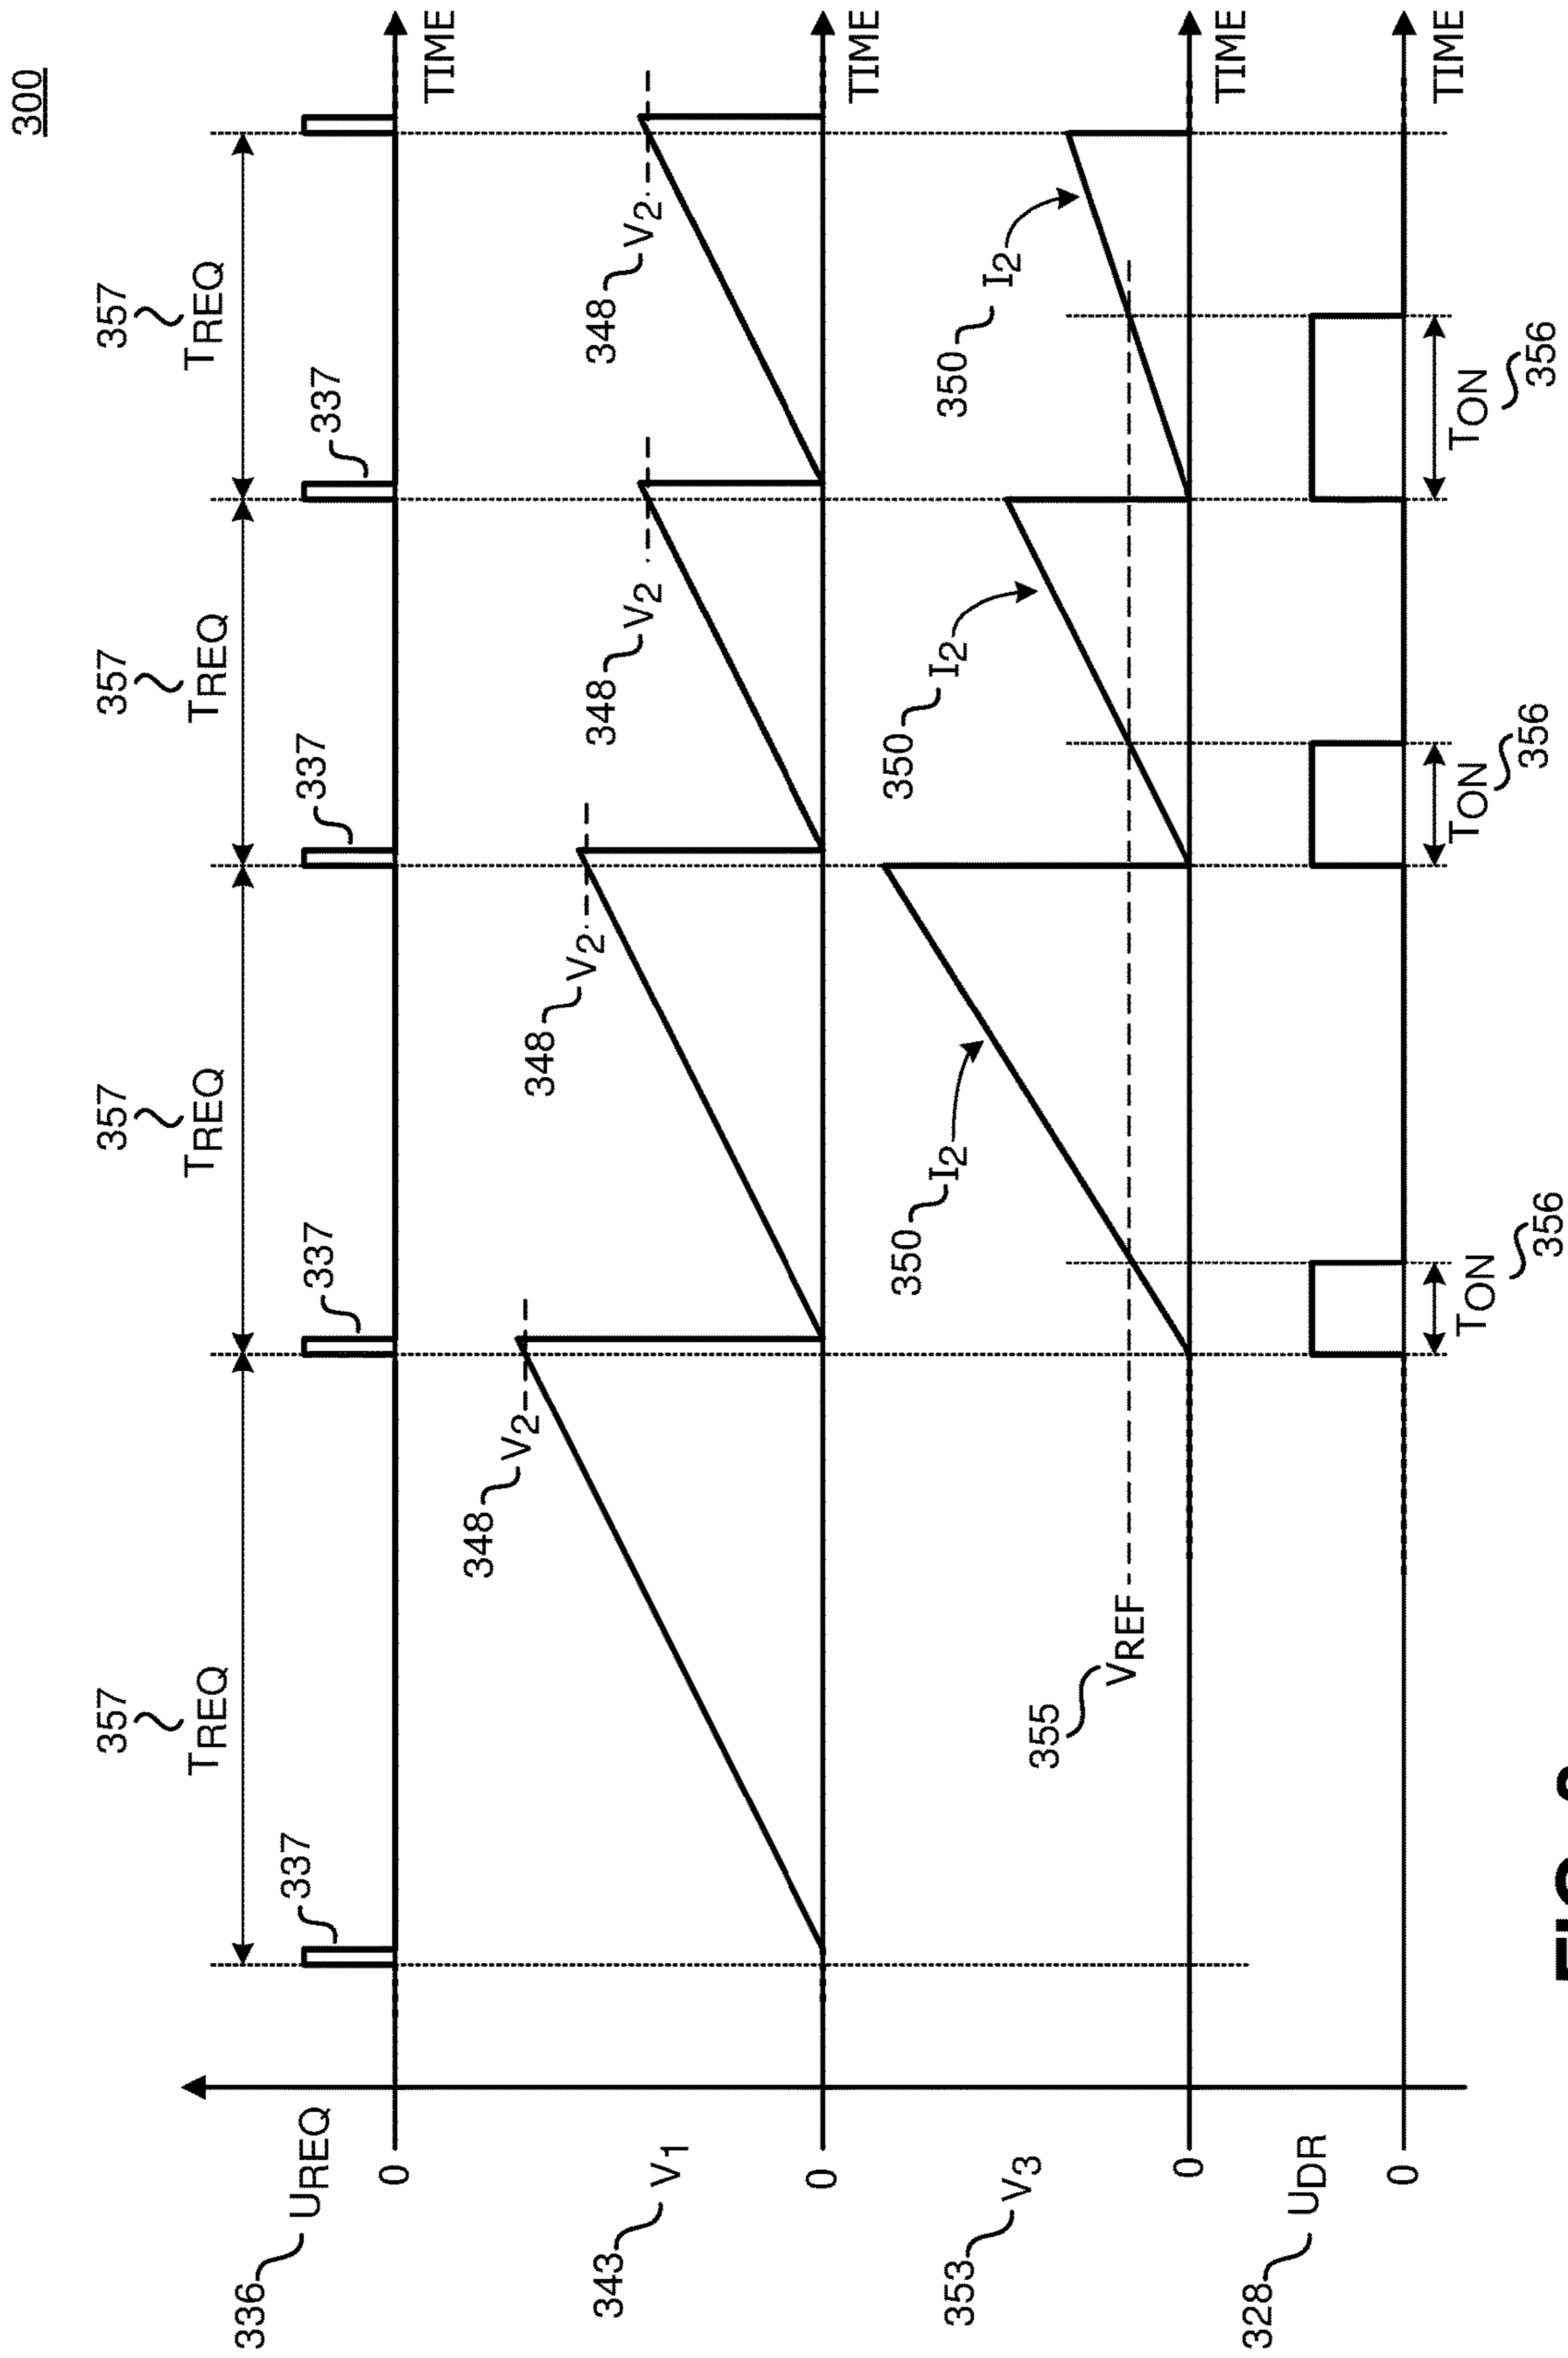 300
357 357 357 357
TREQ TREQ TREQ TREQ
337 337 337 337
336 UREQ
0
TIME
348 V2
348 V2
348 V2
348 V2
343 V1
0
TIME
350 I2
350 I2
350 I2
355 VREF
353 V3
0
TIME
328 UDR
0
TIME
TON TON TON
356 356 356